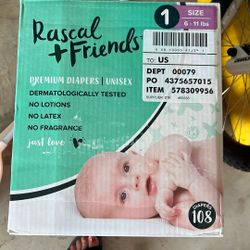 Rascal
+Friends
1
SIZE
6 - 11 lbs
PREMIUM DIAPERS | UNISEX
DERMATOLOGICALLY TESTED
NO LOTIONS
NO LATEX
NO FRAGRANCE
just love
TO: US
DEPT 00079
PO 4375657015
ITEM 578309956
DIAPERS
108